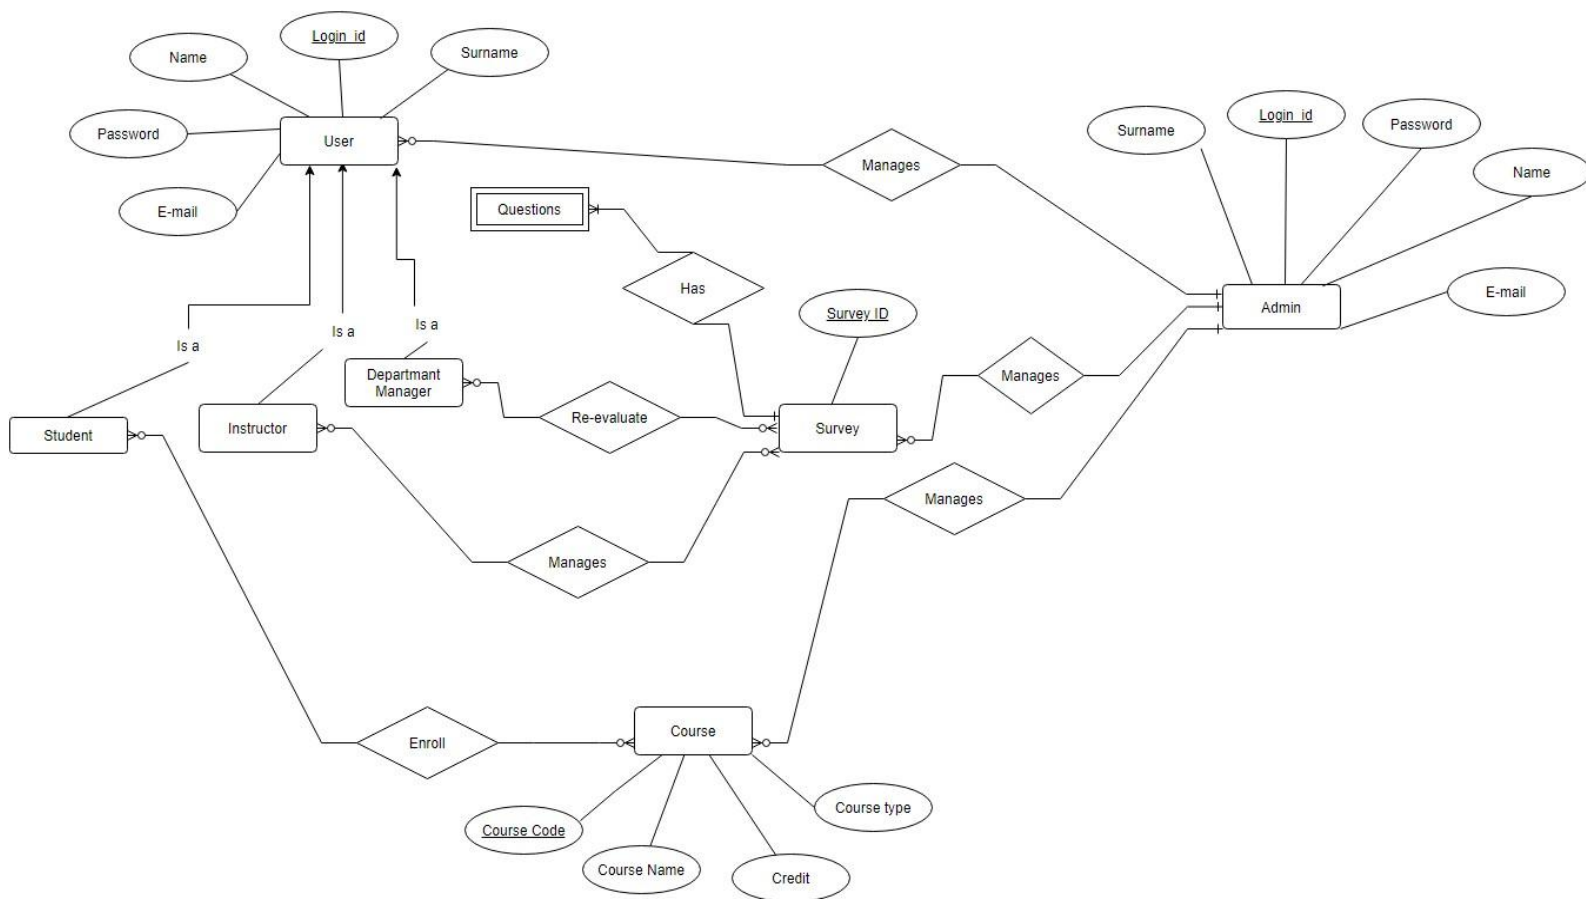 Login_id
Surname
Name
Password
User
E-mail
Manages
Surname
Login_id
Password
Name
E-mail
Admin
Questions
Has
Survey ID
Is a
Is a
Is a
Departmant
Manager
Student
Instructor
Re-evaluate
Survey
Manages
Manages
Manages
Enroll
Course
Course Code
Course Name
Credit
Course type